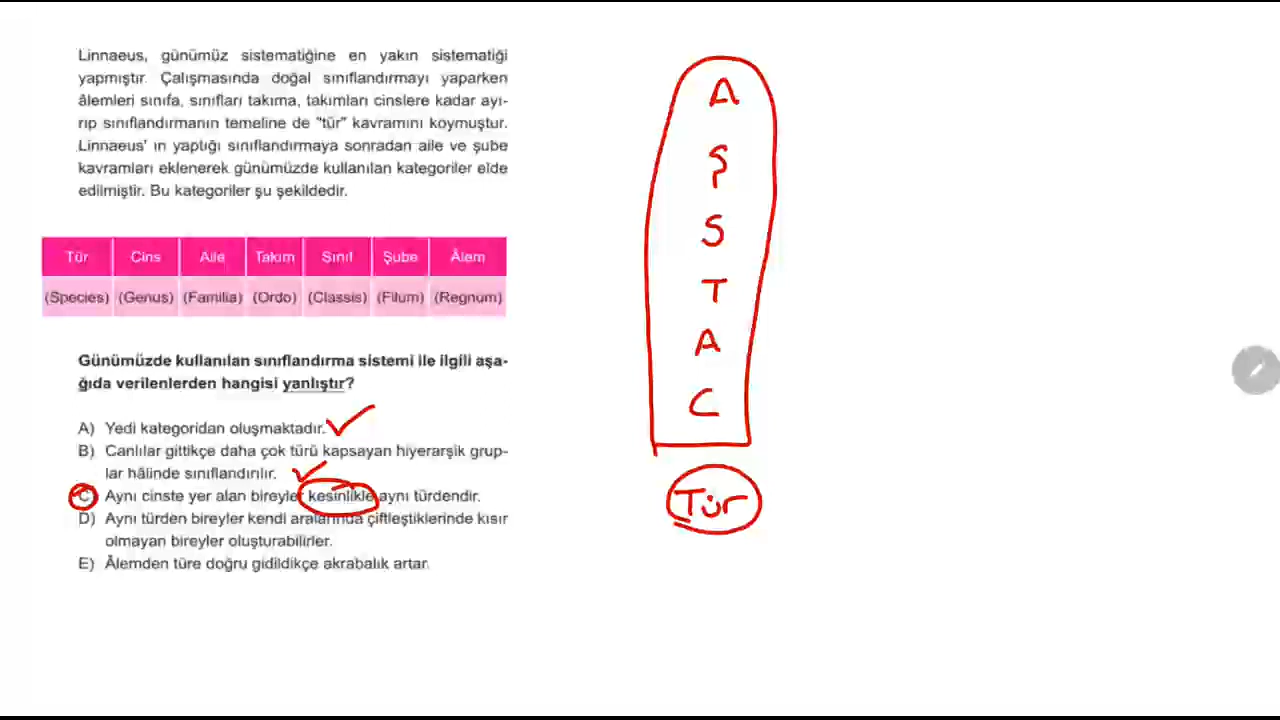 Linnaeus, günümüz sistematiğine en yakın sistematiği
yapmıştır. Çalışmasında doğal sınıflandırmayı yaparken
âlemleri sınıfa, sınıfları takıma, takımları cinslere kadar ayı-
rıp sınıflandırmanın temeline de "tür" kavramını koymuştur.
Linnaeus' ın yaptığı sınıflandırmaya sonradan aile ve şube
kavramları eklenerek günümüzde kullanılan kategoriler elde
edilmiştir. Bu kategoriler şu şekildedir.
Tür Cins Aile Takım Sınıf Şube Âlem
(Species) (Genus) (Familia) (Ordo) (Classis) (Filum) (Regnum)
Günümüzde kullanılan sınıflandırma sistemi ile ilgili aşa-
ğıda verilenlerden hangisi yanlıştır?
A) Yedi kategoridan oluşmaktadır.
B) Canlılar gittikçe daha çok türü kapsayan hiyerarşik grup-
lar hâlinde sınıflandırılır.
C) Aynı cinste yer alan bireyler kesinlikle aynı türdendir.
D) Aynı türden bireyler kendi aralarında çiftleştiklerinde kısır
olmayan bireyler oluşturabilirler.
E) Âlemden türe doğru gidildikçe akrabalık artar.
A
Ş
S
T
A
C
Tür